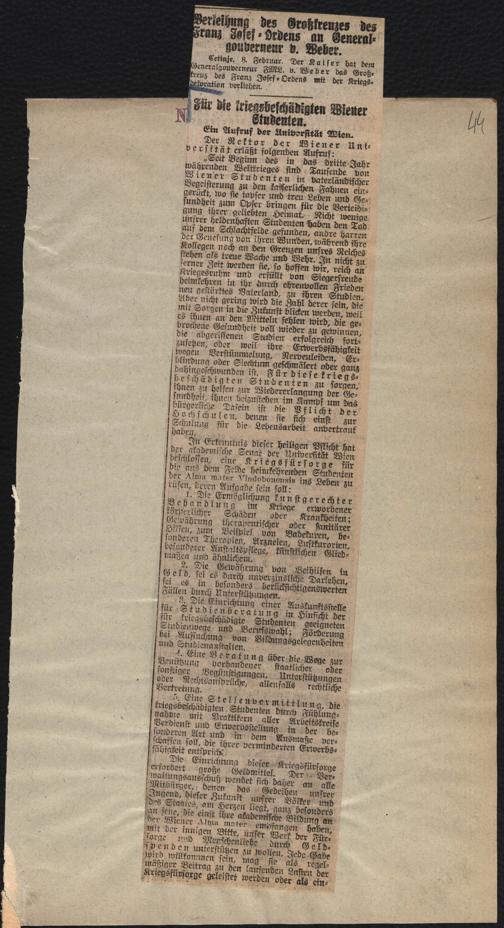 44
Verleihung des Großkreuzes des
Franz Josef-Ordens an General-
gouverneur v. Weber.
Cetinje, 8. Februar. Der Kaiser hat dem
Generalgouverneur FML. v. Weber das Groß-
kreuz des Franz Josef-Ordens mit der Kriegs-
dekoration verliehen.
N
Für die kriegsbeschädigten Wiener
Studenten.
Ein Aufruf der Universität Wien.
Der Rektor der Wiener Uni-
versität erläßt folgenden Aufruf:
„Seit Beginn des in das dritte Jahr
währenden Weltkrieges sind Tausende von
Wiener Studenten in vaterländischer
Begeisterung zu den kaiserlichen Fahnen ein-
gerückt, wo sie tapfer und treu Leben und Ge-
sundheit zum Opfer bringen für die Verteidi-
gung ihrer geliebten Heimat. Nicht wenige
unsrer heldenhaften Studenten haben den Tod
auf dem Schlachtfelde gefunden, andre harren
der Genesung von ihren Wunden, während ihre
Kollegen noch an den Grenzen unsres Reiches
stehen als treue Wache und Wehr. In nicht zu
ferner Zeit werden sie, so hoffen wir, reich an
Kriegsruhm und erfüllt von Siegesfreude
heimkehren in ihr durch ehrenvollen Frieden
neu gestärktes Vaterland, zu ihren Studien.
Aber nicht gering wird die Zahl derer sein, die
mit Sorgen in die Zukunft blicken werden, weil
es ihnen an den Mitteln fehlen wird, die ge-
brochene Gesundheit voll wieder zu gewinnen,
die abgerissenen Studien erfolgreich fort-
zusetzen, oder weil ihre Erwerbsfähigkeit
wegen Verstümmelung, Nervenleiden, Er-
blindung oder Siechtum geschmälert oder ganz
dahingeschwunden ist. Für diese kriegs-
beschädigten Studenten zu sorgen,
ihnen zu helfen zur Wiedererlangung der Ge-
sundheit, ihnen beizustehen im Kampf um das
bürgerliche Dasein ist die Pflicht der
Hochschulen, denen sie sich einst zur
Schulung für die Lebensarbeit anvertraut
haben.
In Erkenntnis dieser heiligen Pflicht hat
der akademische Senat der Universität Wien
beschlossen, eine Kriegsfürsorge für
die aus dem Felde heimkehrenden Studenten
der Alma mater Vindobonensis ins Leben zu
rufen, deren Aufgabe sein soll:
1. Die Ermöglichung kunstgerechter
Behandlung im Kriege erworbener
körperlicher Schäden oder Krankheiten;
Gewährung therapeutischer oder sanitärer
Hilfen, zum Beispiel von Badekuren, be-
sonderen Therapien, Arzneien, Luftkurorten,
besonderer Anstaltspflege, künstlichen Glied-
maßen und ähnlichem.
2. Die Gewährung von Beihilfen in
Geld, sei es durch unverzinsliche Darlehen,
sei es in besonders berücksichtigenswerten
Fällen durch Unterstützungen.
3. Die Einrichtung einer Auskunftsstelle
für Studienberatung in Hinsicht der
für kriegsbeschädigte Studenten geeigneten
Studienwege und Berufswahl; Förderung
bei Aufsuchung von Bildungsgelegenheiten
und Studienanstalten.
4. Eine Beratung über die Wege zur
Benützung vorhandener staatlicher oder
sonstiger Begünstigungen, Unterstützungen
oder Rechtsansprüche, allenfalls rechtliche
Vertretung.
5. Eine Stellenvermittlung, die
kriegsbeschädigten Studenten durch Fühlung-
nahme mit Praktikern aller Arbeitskreise
Verdienst und Erwerbsstellung in der be-
sonderen Art und in dem Ausmaße ver-
schaffen soll, die ihrer verminderten Erwerbs-
fähigkeit entspricht.
Die Einrichtung dieser Kriegsfürsorge
erfordert große Geldmittel. Der Ver-
waltungsausschuß wendet sich daher an alle
Mitbürger, denen das Gedeihen unsrer
Jugend, dieser Zukunft unsrer Völker und
des Staates, am Herzen liegt, ganz besonders
an jene, die einst ihre akademische Bildung an
der Wiener Alma mater empfangen haben,
mit der innigen Bitte, unser Werk der Für-
sorge und Menschenliebe durch Geld-
spenden unterstützen zu wollen. Jede Gabe
wird willkommen sein, mag sie als regel-
mäßiger Beitrag zu den laufenden Lasten der
Kriegsfürsorge geleistet werden oder als ein-